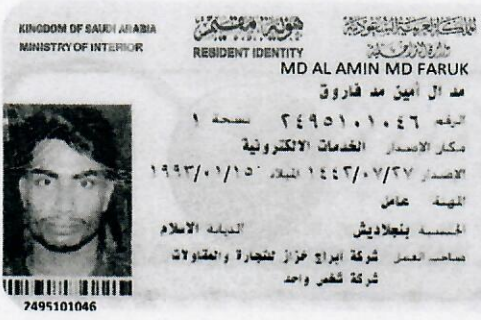 KINGDOM OF SAUDI ARABIA
MINISTRY OF INTERIOR
هوية مقيم
RESIDENT IDENTITY
المملكة العربية السعودية
وزارة الداخلية
MD AL AMIN MD FARUK
مد ال أمين مد فاروق
الرقم ٢٤٩٥١٠١٠٤٦ نسخة ١
مكان الاصدار الخدمات الالكترونية
الاصدار ١٤٤٢/٠٧/٢٧ الميلاد ١٩٩٣/٠١/١٥
المهنة عامل
الجنسية بنجلاديش الديانة الاسلام
صاحب العمل شركة ابراج خزاز للتجارة والمقاولات
شركة شخص واحد
2495101046